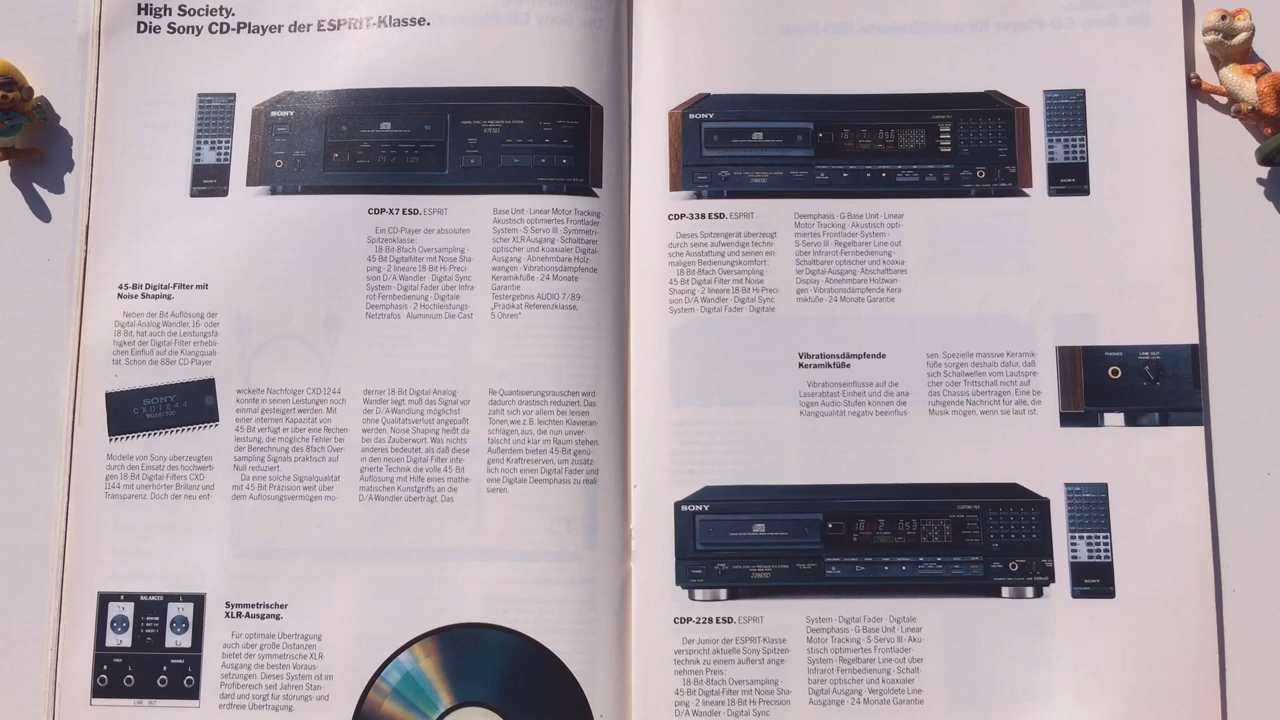 High Society.
Die Sony CD-Player der ESPRIT-Klasse.
SONY
X7ESD
CDP-X7 ESD. ESPRIT
Ein CD-Player der absoluten
Spitzenklasse:
18-Bit-8fach Oversampling ·
45-Bit Digitalfilter mit Noise Sha-
ping · 2 lineare 18-Bit Hi-Preci-
sion D/A Wandler · Digital Sync
System · Digital Fader über Infra-
rot-Fernbedienung · Digitale
Deemphasis · 2 Hochleistungs-
Netztrafos · Aluminium Die-Cast
Base Unit · Linear Motor Tracking ·
Akustisch optimiertes Frontlader-
System · S-Servo III · Symmetri-
scher XLR Ausgang · Schaltbarer
optischer und koaxialer Digital-
Ausgang · Abnehmbare Holz-
wangen · Vibrationsdämpfende
Keramikfüße · 24 Monate
Garantie
Testergebnis AUDIO 7/89:
„Prädikat Referenzklasse,
5 Ohren"
45-Bit Digital-Filter mit
Noise Shaping.
Neben der Bit-Auflösung der
Digital-Analog Wandler, 16- oder
18 Bit, hat auch die Leistungsfä-
higkeit der Digital-Filter erhebli-
chen Einfluß auf die Klangquali-
tät. Schon die 88er CD-Player
SONY
CXD1244
Modelle von Sony überzeugten
durch den Einsatz des hochwerti-
gen 18-Bit Digital-Filters CXD-
1144 mit unerhörter Brillanz und
Transparenz. Doch der neu ent-
wickelte Nachfolger CXD-1244
konnte in seinen Leistungen noch
einmal gesteigert werden. Mit
einer internen Kapazität von
45-Bit verfügt er über eine Rechen-
leistung, die mögliche Fehler bei
der Berechnung des 8fach Over-
sampling Signals praktisch auf
Null reduziert.
Da eine solche Signalqualität
mit 45-Bit Präzision weit über
dem Auflösungsvermögen mo-
derner 18-Bit Digital-Analog-
Wandler liegt, muß das Signal vor
der D/A Wandlung möglichst
ohne Qualitätsverlust angepaßt
werden. Noise Shaping heißt da-
bei das Zauberwort. Was nichts
anderes bedeutet, als daß diese
in den neuen Digital-Filter inte-
grierte Technik die volle 45-Bit
Auflösung mit Hilfe eines mathe-
matischen Kunstgriffs an die
D/A Wandler überträgt. Das
Re-Quantisierungsrauschen wird
dadurch drastisch reduziert. Das
zahlt sich vor allem bei leisen
Tönen, wie z. B. leichten Klavieran-
schlägen, aus, die nun unver-
fälscht und klar im Raum stehen.
Außerdem bieten 45-Bit genü-
gend Kraftreserven, um zusätz-
lich noch einen Digital Fader und
eine Digitale Deemphasis zu reali-
sieren.
R BALANCED L
LINE OUT
Symmetrischer
XLR-Ausgang.
Für optimale Übertragung
auch über große Distanzen
bietet der symmetrische XLR-
Ausgang die besten Voraus-
setzungen. Dieses System ist im
Profibereich seit Jahren Stan-
dard und sorgt für störungs- und
erdfreie Übertragung.
SONY
CUSTOM FILE
338ESD
SONY
CDP-338 ESD. ESPRIT
Dieses Spitzengerät überzeugt
durch seine aufwendige techni-
sche Ausstattung und seinen ein-
maligen Bedienungskomfort:
18-Bit-8fach Oversampling ·
45-Bit Digital-Filter mit Noise
Shaping · 2 lineare 18-Bit Hi-Preci-
sion D/A Wandler · Digital Sync
System · Digital Fader · Digitale
Deemphasis · G-Base Unit · Linear
Motor Tracking · Akustisch opti-
miertes Frontlader-System ·
S-Servo III · Regelbarer Line-out
über Infrarot-Fernbedienung ·
Schaltbarer optischer und koaxia-
ler Digital-Ausgang · Abschaltbares
Display · Abnehmbare Holzwan-
gen · Vibrationsdämpfende Kera-
mikfüße · 24 Monate Garantie
Vibrationsdämpfende
Keramikfüße
Vibrationseinflüsse auf die
Laserabtast-Einheit und die ana-
logen Audio-Stufen können die
Klangqualität negativ beeinflus-
sen. Spezielle massive Keramik-
füße sorgen deshalb dafür, daß
sich Schallwellen vom Lautspre-
cher oder Trittschall nicht auf
das Chassis übertragen. Eine be-
ruhigende Nachricht für alle, die
Musik mögen, wenn sie laut ist.
PHONES LINE OUT
PHONE LEVEL
SONY
CUSTOM FILE
228ESD
SONY
CDP-228 ESD. ESPRIT
Der Junior der ESPRIT-Klasse
verspricht aktuelle Sony Spitzen-
technik zu einem äußerst ange-
nehmen Preis:
18-Bit-8fach Oversampling ·
45-Bit Digital-Filter mit Noise Sha-
ping · 2 lineare 18-Bit Hi-Precision
D/A Wandler · Digital Sync
System · Digital Fader · Digitale
Deemphasis · G-Base Unit · Linear
Motor Tracking · S-Servo III · Aku-
stisch optimiertes Frontlader-
System · Regelbarer Line-out über
Infrarot-Fernbedienung · Schalt-
barer optischer und koaxialer
Digital-Ausgang · Vergoldete Line-
Ausgänge · 24 Monate Garantie